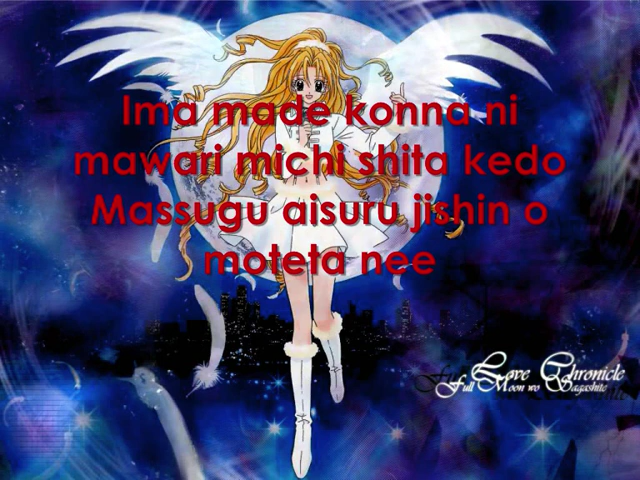 Ima made konna ni
mawari michi shita kedo
Massugu aisuru jishin o
moteta nee
Love Chronicle
Full Moon wo Sagashite